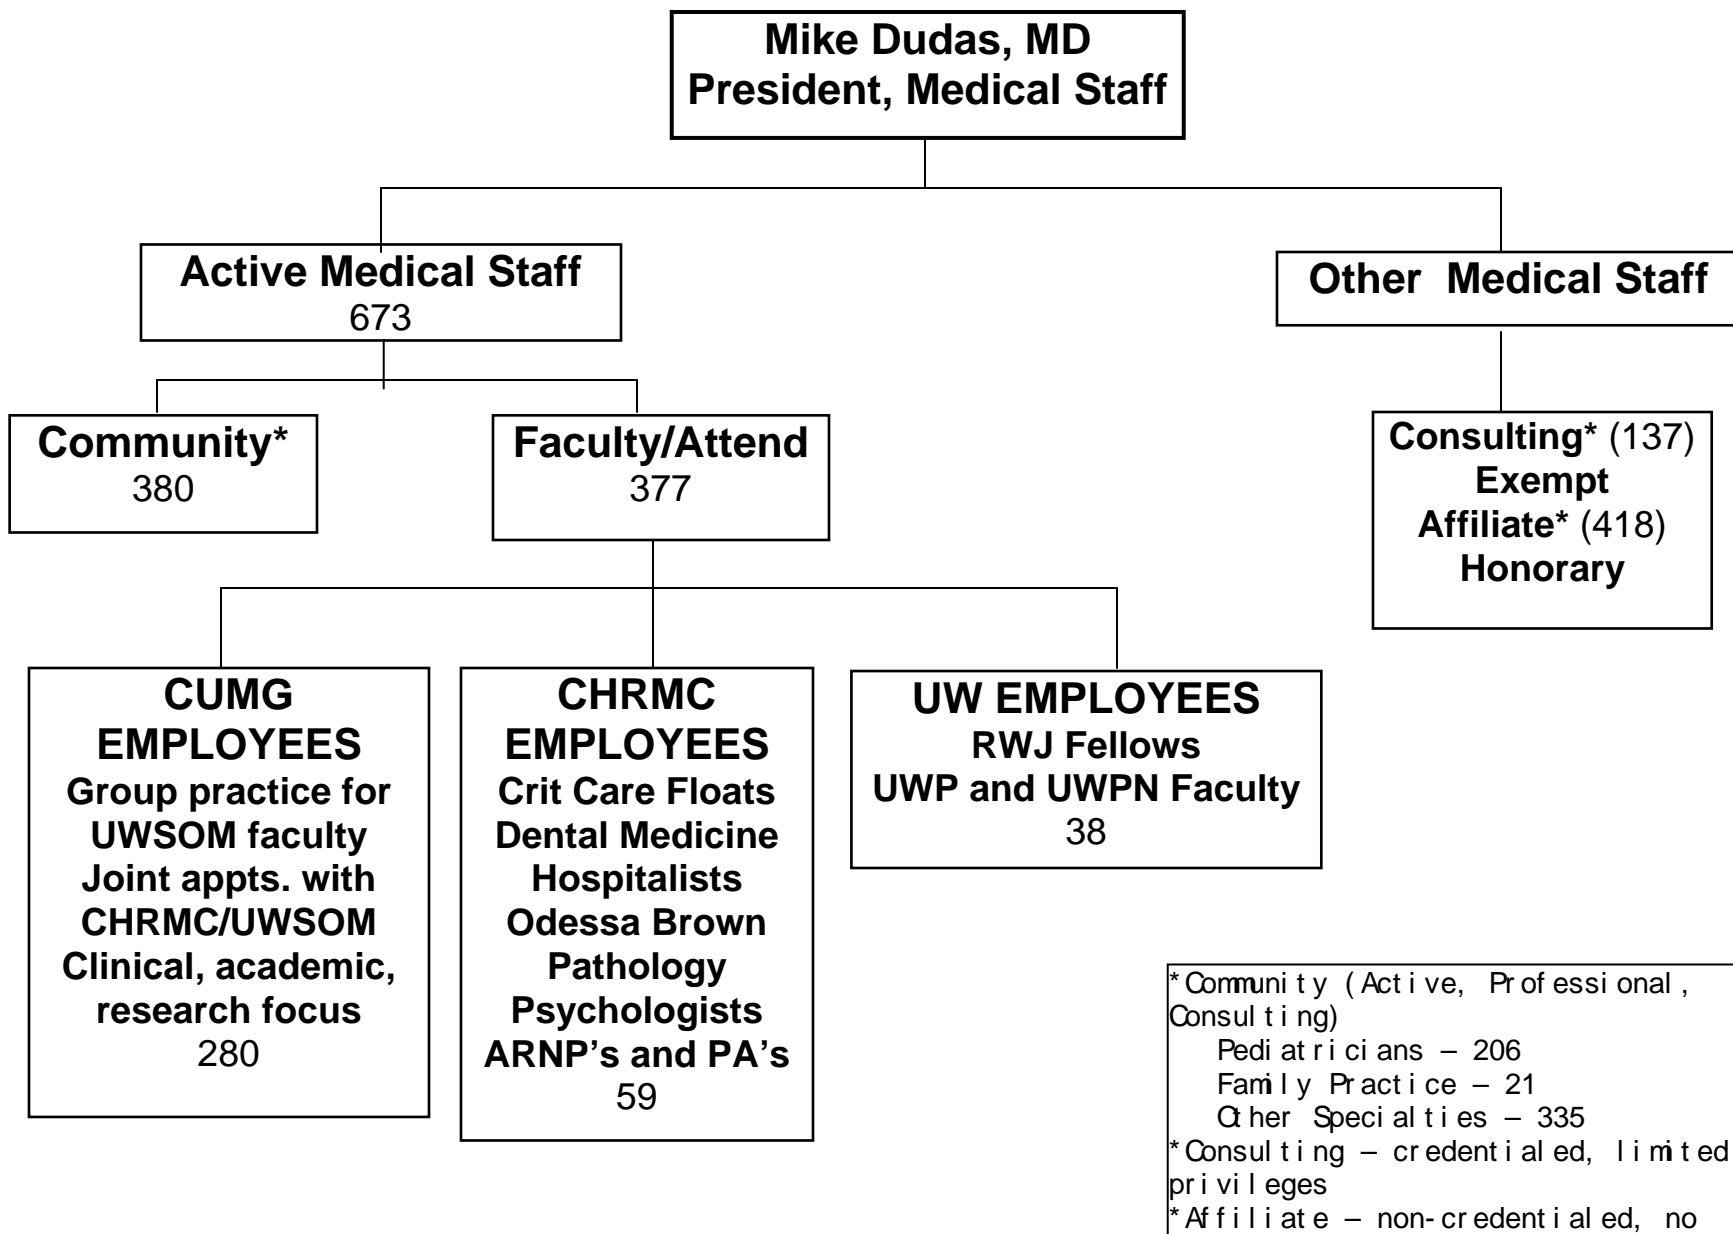 Mike Dudas, MD
President, Medical Staff
Active Medical Staff
673
Other Medical Staff
Community*
380
Faculty/Attend
377
Consulting* (137)
Exempt
Affiliate* (418)
Honorary
CUMG
EMPLOYEES
Group practice for
UWSOM faculty
Joint appts. with
CHRMC/UWSOM
Clinical, academic,
research focus
280
CHRMC
EMPLOYEES
Crit Care Floats
Dental Medicine
Hospitalists
Odessa Brown
Pathology
Psychologists
ARNP’s and PA’s
59
UW EMPLOYEES
RWJ Fellows
UWP and UWPN Faculty
38
*Community (Active, Professional,
Consulting)
Pediatricians – 206
Family Practice – 21
Other Specialties – 335
*Consulting – credentialed, limited
privileges
*Affiliate – non-credentialed, no